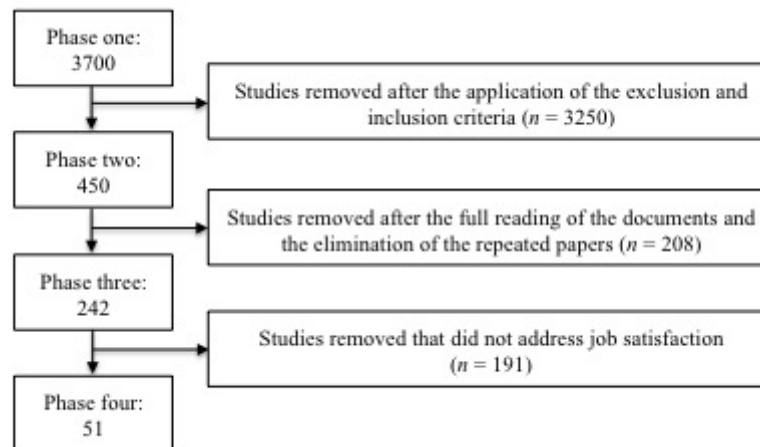 Phase one:
3700
Studies removed after the application of the exclusion and
inclusion criteria (n = 3250)
Phase two:
450
Studies removed after the full reading of the documents and
the elimination of the repeated papers (n = 208)
Phase three:
242
Studies removed that did not address job satisfaction
(n = 191)
Phase four:
51